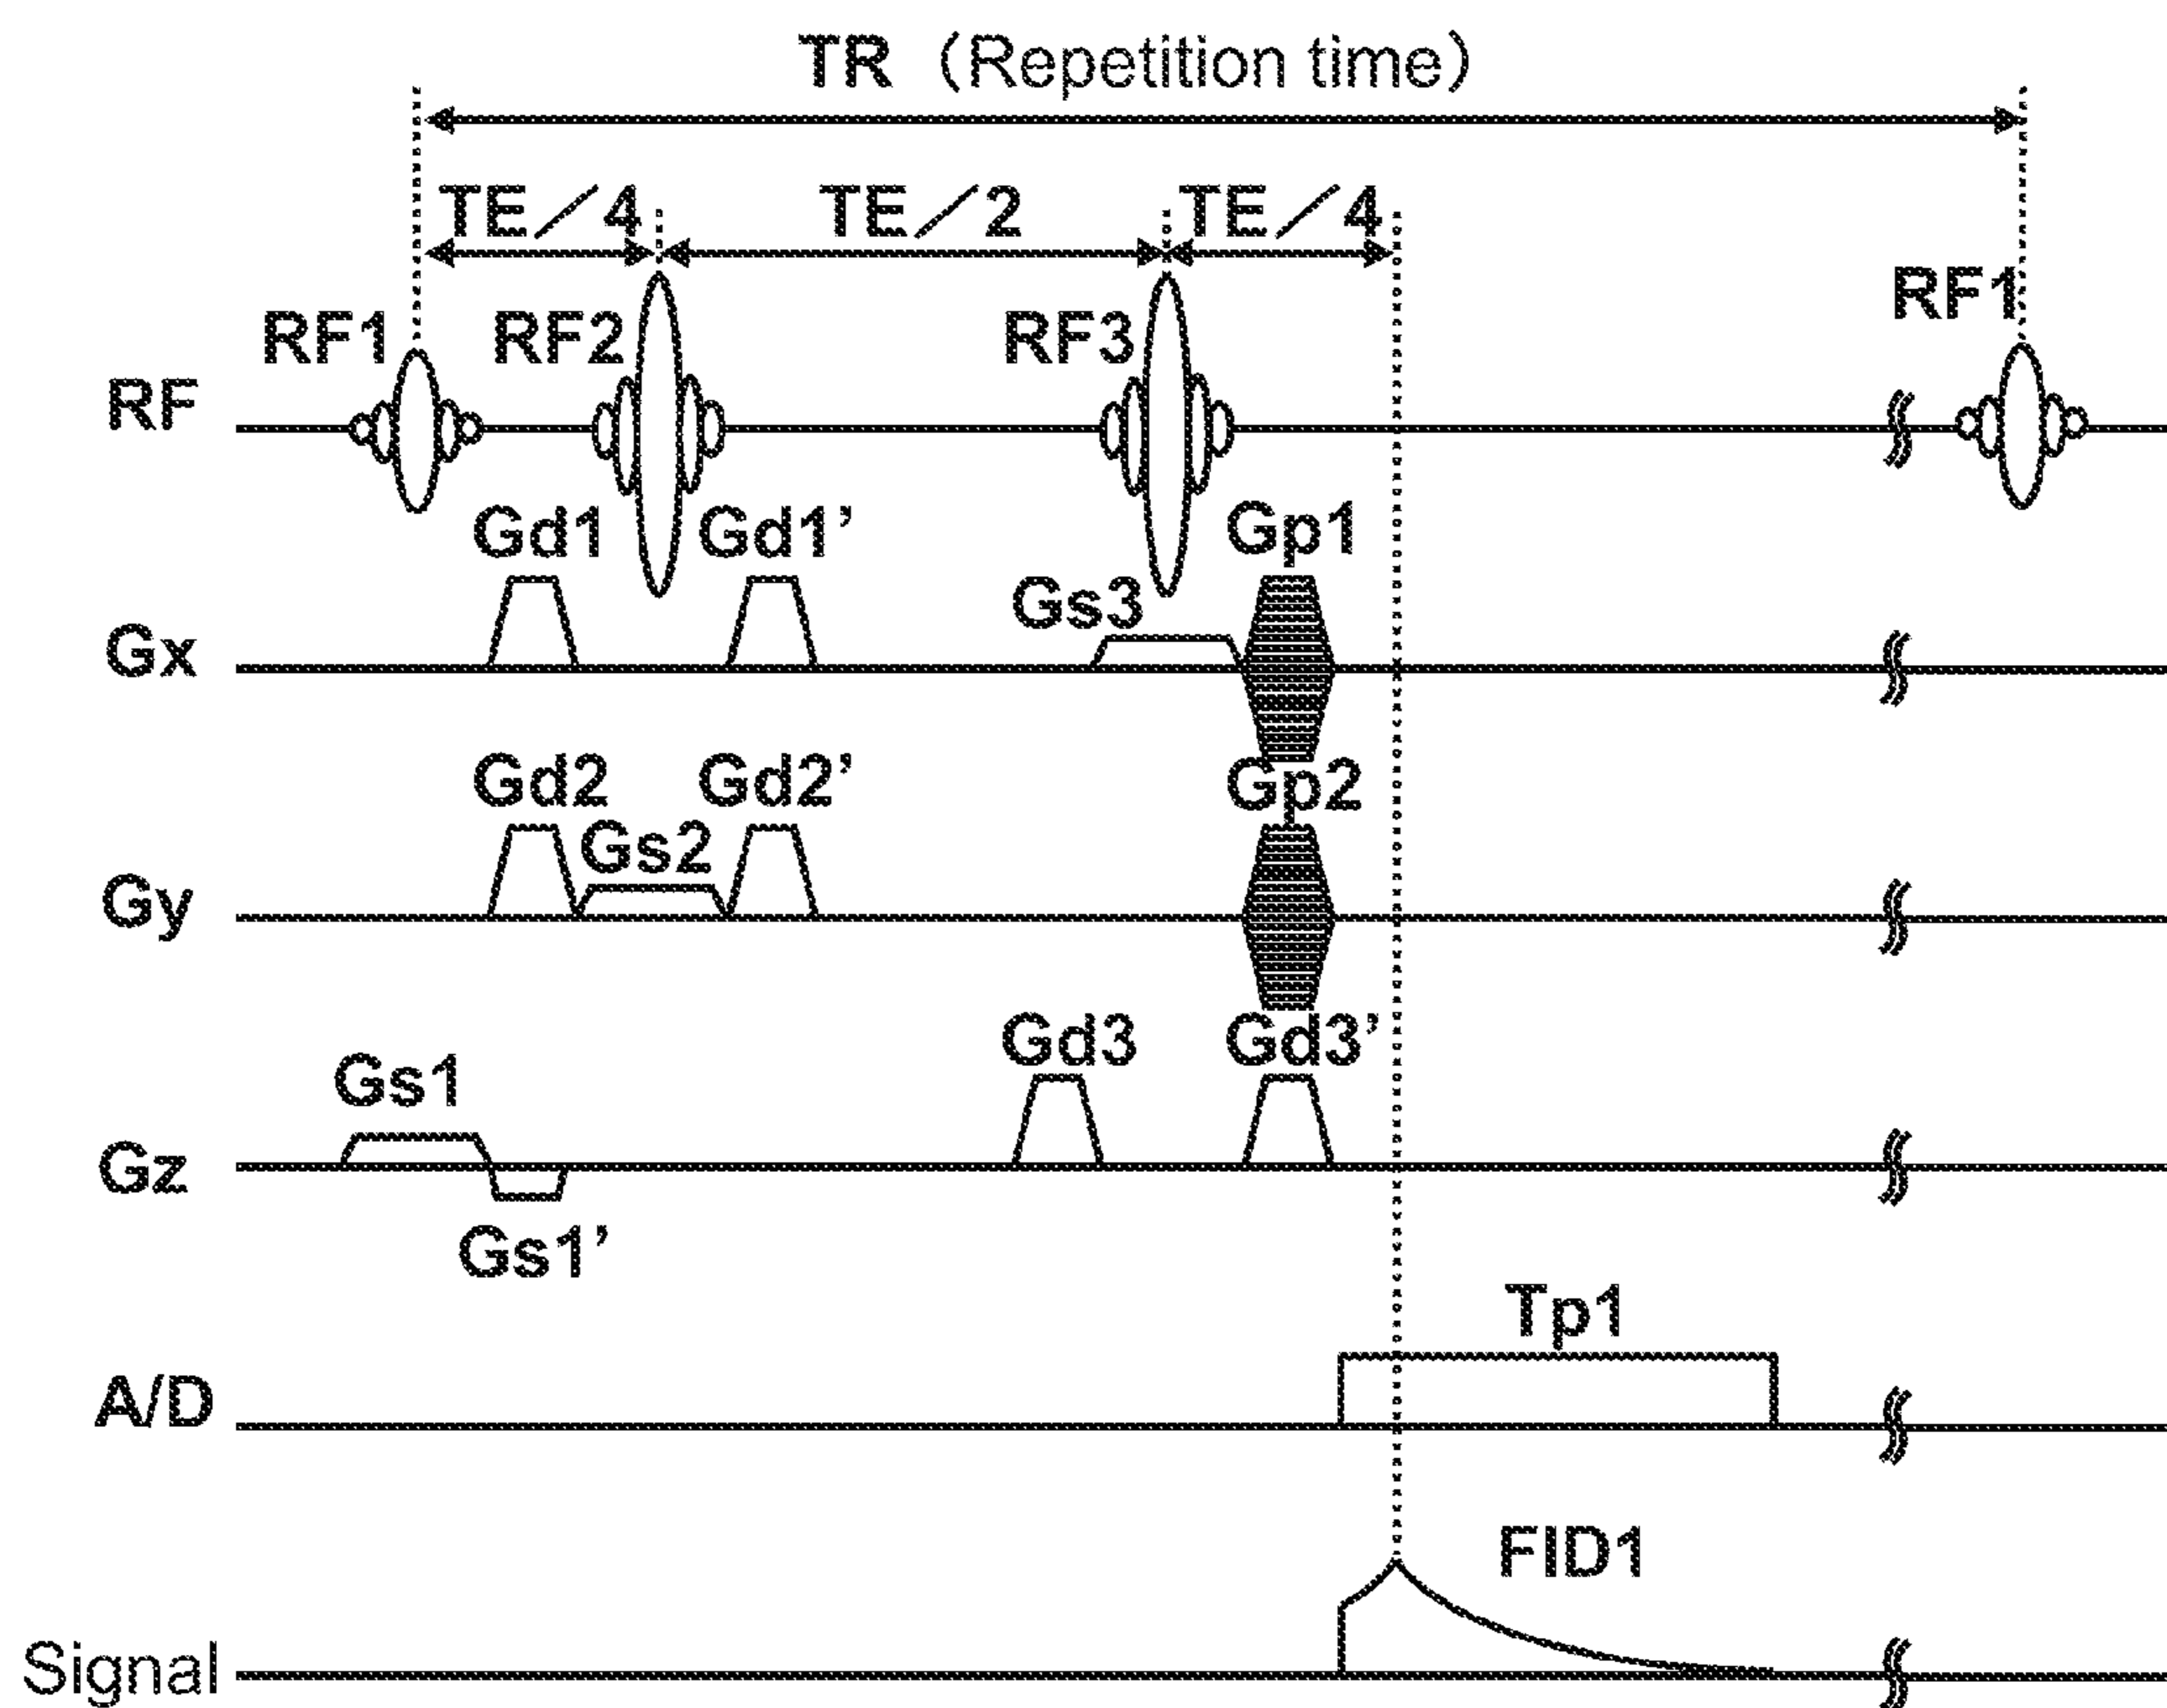 TR （Repetition time）
TE／4 TE／2 TE／4
RF1 RF2 RF3 RF1
RF
Gd1 Gd1’ Gs3 Gp1
Gx
Gd2 Gs2 Gd2’ Gp2
Gy
Gs1 Gd3 Gd3’
Gz
Gs1’
Tp1
A/D
FID1
Signal